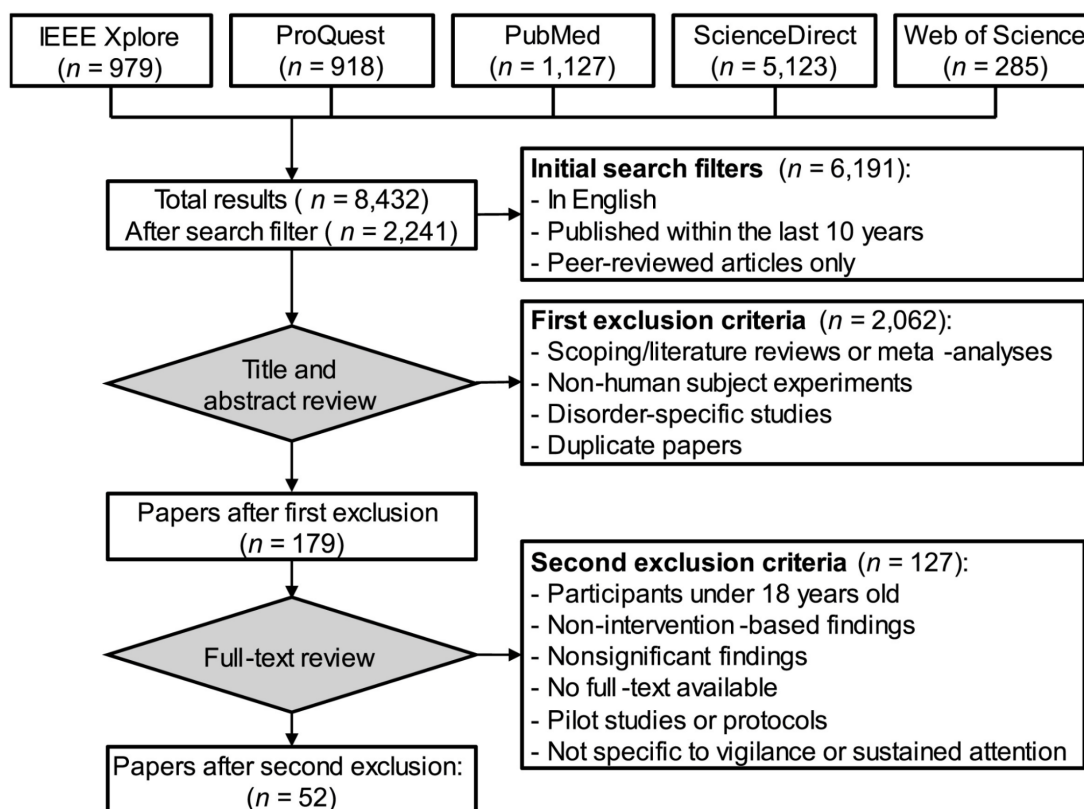 IEEE Xplore
(n = 979)
ProQuest
(n = 918)
PubMed
(n = 1,127)
ScienceDirect
(n = 5,123)
Web of Science
(n = 285)
Total results ( n = 8,432)
After search filter ( n = 2,241)
Initial search filters (n = 6,191):
- In English
- Published within the last 10 years
- Peer-reviewed articles only
Title and
abstract review
First exclusion criteria (n = 2,062):
- Scoping/literature reviews or meta -analyses
- Non-human subject experiments
- Disorder-specific studies
- Duplicate papers
Papers after first exclusion
(n = 179)
Full-text review
Second exclusion criteria (n = 127):
- Participants under 18 years old
- Non-intervention -based findings
- Nonsignificant findings
- No full -text available
- Pilot studies or protocols
- Not specific to vigilance or sustained attention
Papers after second exclusion:
(n = 52)